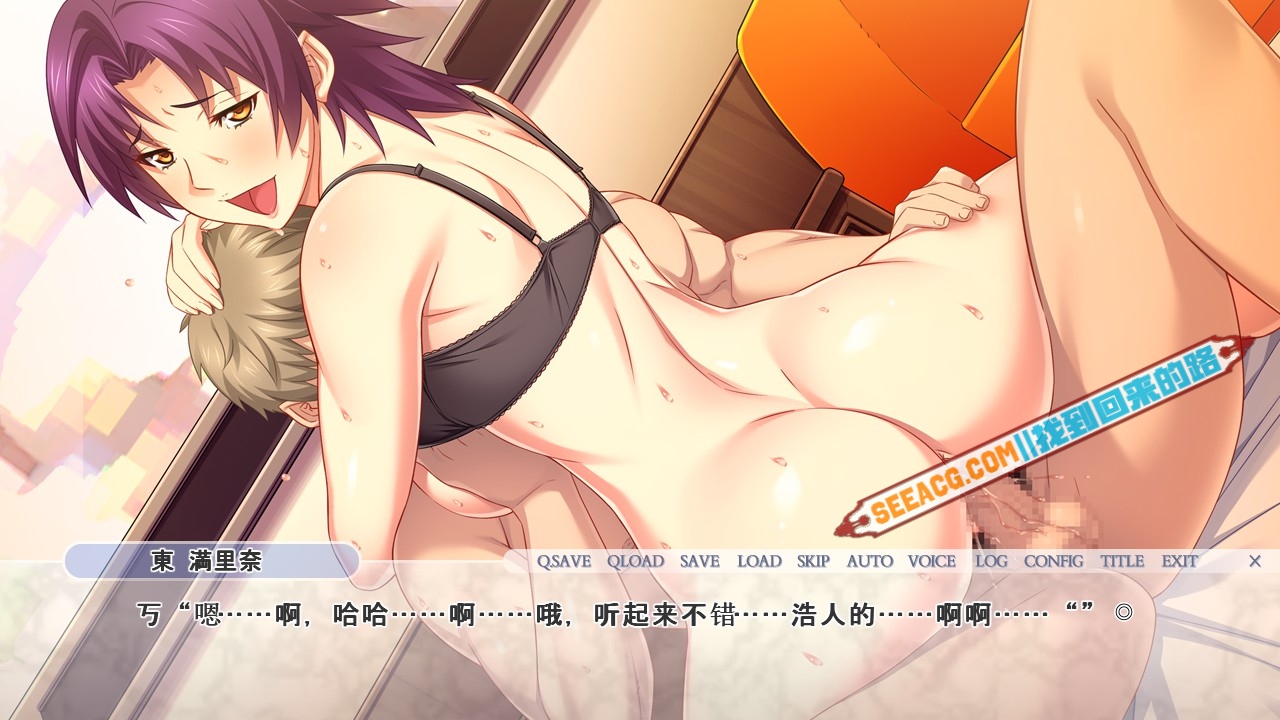 SEEACG.COM||找到回来的路
東 満里奈
QSAVE QLOAD SAVE LOAD SKIP AUTO VOICE LOG CONFIG TITLE EXIT ×
丂“嗯……啊，哈哈……啊……哦，听起来不错……浩人的……啊啊……“” ◎